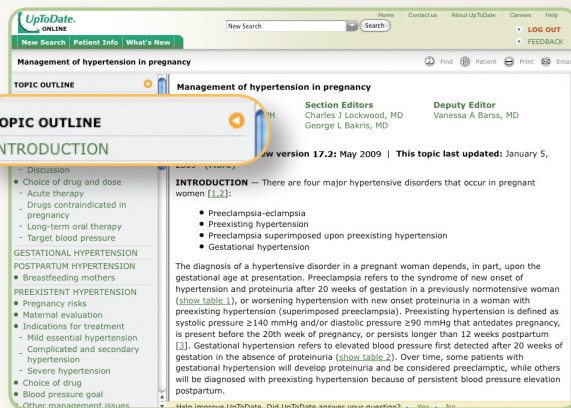 UpToDate.
ONLINE
New Search
Search
Home
Contact us
About UpToDate
Careers
Help
LOG OUT
FEEDBACK
New Search
Patient Info
What's New
Management of hypertension in pregnancy
Find
Patient
Print
Emai
TOPIC OUTLINE
OPIC OUTLINE
NTRODUCTION
- Discussion
• Choice of drug and dose
- Acute therapy
- Drugs contraindicated in
pregnancy
- Long-term oral therapy
- Target blood pressure
GESTATIONAL HYPERTENSION
POSTPARTUM HYPERTENSION
• Breastfeeding mothers
PREEXISTENT HYPERTENSION
• Pregnancy risks
• Maternal evaluation
• Indications for treatment
- Mild essential hypertension
- Complicated and secondary
hypertension
- Severe hypertension
• Choice of drug
• Blood pressure goal
• Other management issues
Management of hypertension in pregnancy
PH
Section Editors
Charles J Lockwood, MD
George L Bakris, MD
Deputy Editor
Vanessa A Barss, MD
version 17.2: May 2009 | This topic last updated: January 5,
2009 (More)
INTRODUCTION — There are four major hypertensive disorders that occur in pregnant
women [1,2]:
• Preeclampsia-eclampsia
• Preexisting hypertension
• Preeclampsia superimposed upon preexisting hypertension
• Gestational hypertension
The diagnosis of a hypertensive disorder in a pregnant woman depends, in part, upon the
gestational age at presentation. Preeclampsia refers to the syndrome of new onset of
hypertension and proteinuria after 20 weeks of gestation in a previously normotensive woman
(show table 1), or worsening hypertension with new onset proteinuria in a woman with
preexisting hypertension (superimposed preeclampsia). Preexisting hypertension is defined as
systolic pressure ≥140 mmHg and/or diastolic pressure ≥90 mmHg that antedates pregnancy,
is present before the 20th week of pregnancy, or persists longer than 12 weeks postpartum
[3]. Gestational hypertension refers to elevated blood pressure first detected after 20 weeks of
gestation in the absence of proteinuria (show table 2). Over time, some patients with
gestational hypertension will develop proteinuria and be considered preeclamptic, while others
will be diagnosed with preexisting hypertension because of persistent blood pressure elevation
postpartum.
Help improve UpToDate. Did UpToDate answer your question? Yes No